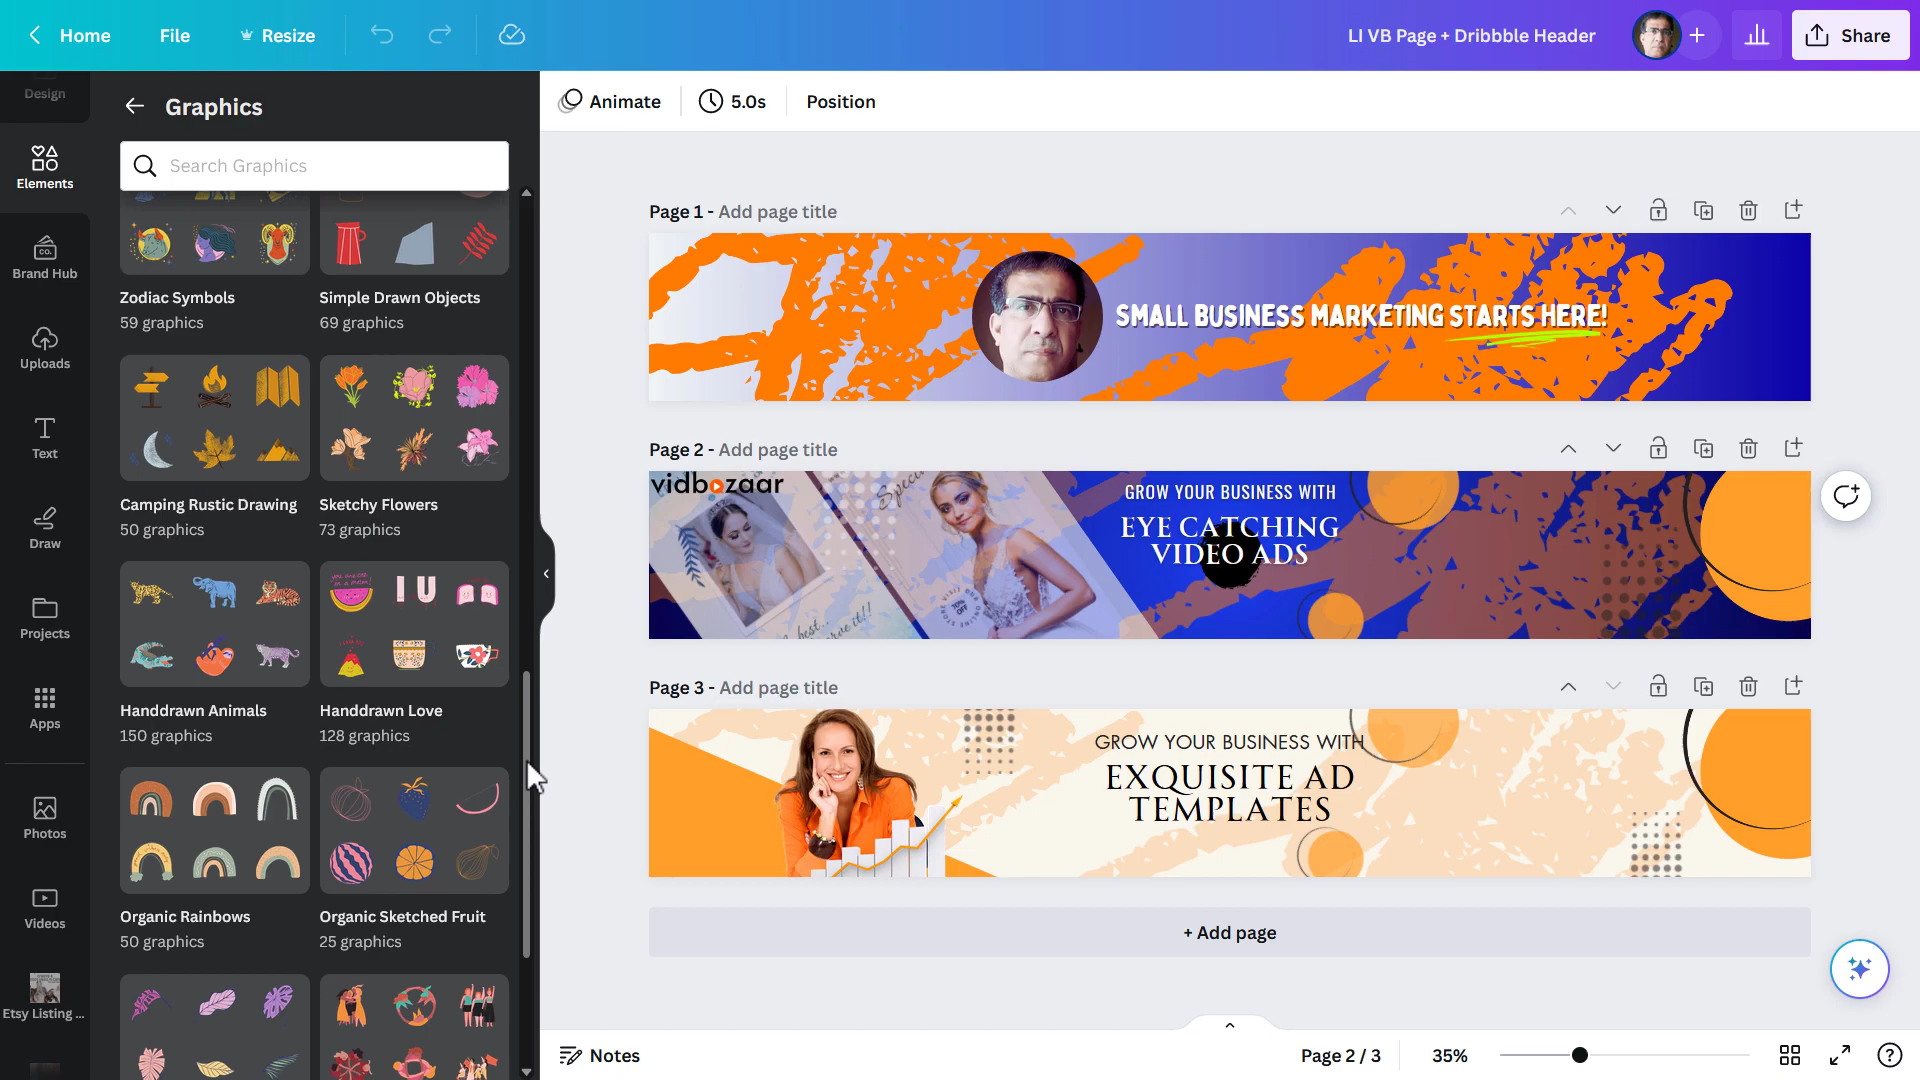 Home
File
Resize
LI VB Page + Dribbble Header
Share
Design
Elements
Brand Hub
CO.
Uploads
Text
Draw
Projects
Apps
Photos
Videos
Etsy Listing ...
Graphics
Search Graphics
Zodiac Symbols
59 graphics
Simple Drawn Objects
69 graphics
Camping Rustic Drawing
50 graphics
Sketchy Flowers
73 graphics
Handdrawn Animals
150 graphics
I U
Handdrawn Love
128 graphics
Organic Rainbows
50 graphics
Organic Sketched Fruit
25 graphics
Animate
5.0s
Position
Page 1 - Add page title
SMALL BUSINESS MARKETING STARTS HERE!
Page 2 - Add page title
vidbozaar
Special
best..
70%
OFF
GROW YOUR BUSINESS WITH
EYE CATCHING
VIDEO ADS
Page 3 - Add page title
GROW YOUR BUSINESS WITH
EXQUISITE AD
TEMPLATES
+ Add page
Notes
Page 2 / 3
35%